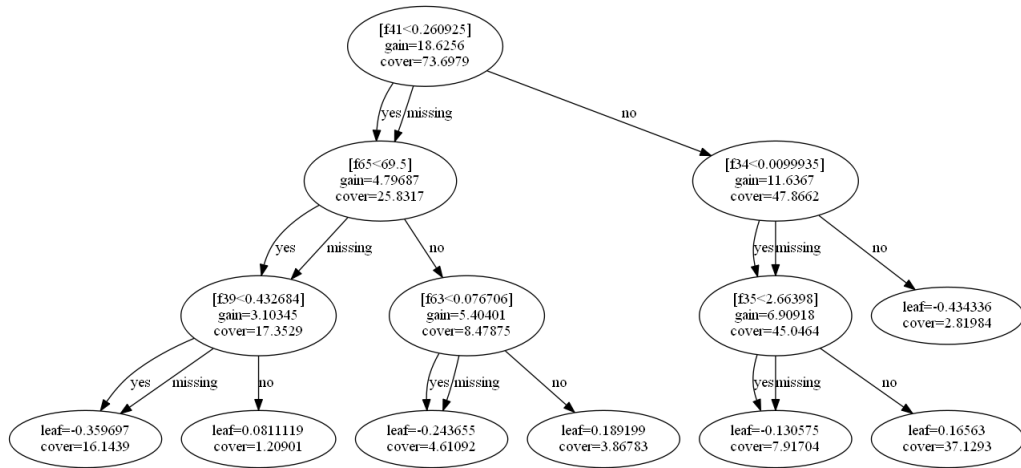 [f41<0.260925]
gain=18.6256
cover=73.6979
yes
missing
no
[f65<69.5]
gain=4.79687
cover=25.8317
[f34<0.0099935]
gain=11.6367
cover=47.8662
yes
missing
no
yes
missing
no
[f39<0.432684]
gain=3.10345
cover=17.3529
[f63<0.076706]
gain=5.40401
cover=8.47875
[f35<2.66398]
gain=6.90918
cover=45.0464
leaf=-0.434336
cover=2.81984
yes
missing
no
yes
missing
no
yes
missing
no
leaf=-0.359697
cover=16.1439
leaf=0.0811119
cover=1.20901
leaf=-0.243655
cover=4.61092
leaf=0.189199
cover=3.86783
leaf=-0.130575
cover=7.91704
leaf=0.16563
cover=37.1293